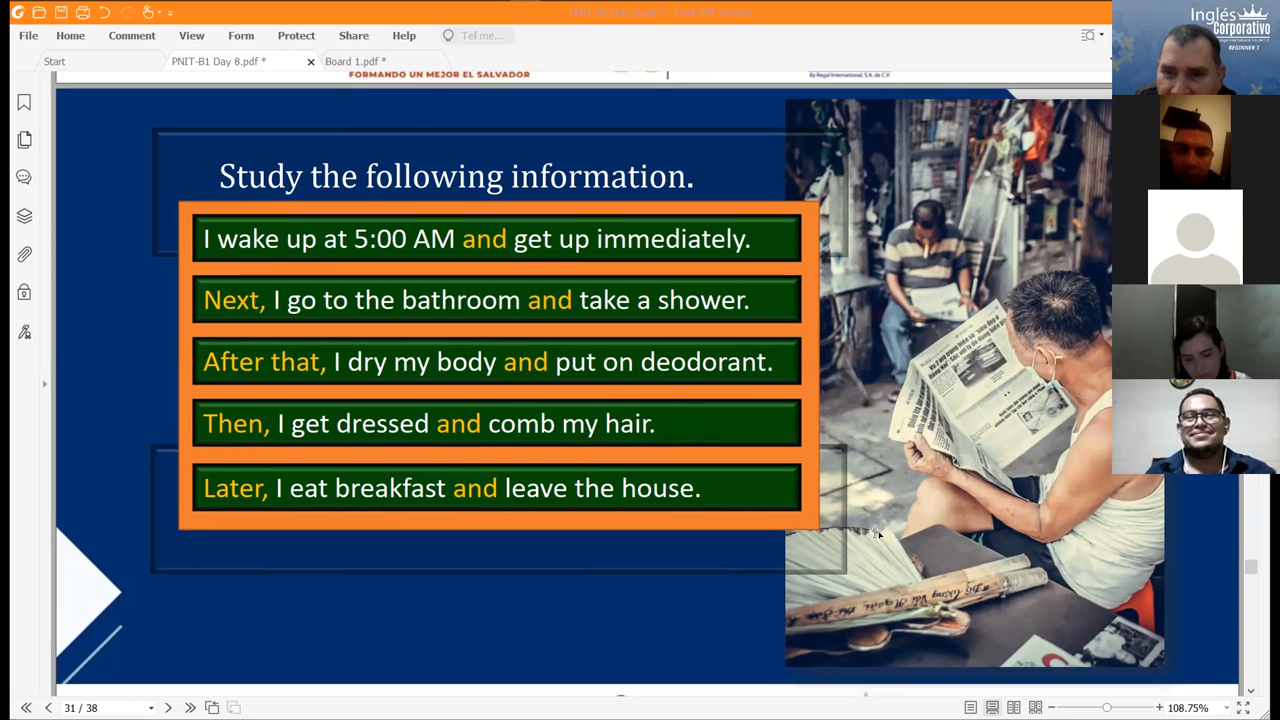 File Home Comment View Form Protect Share Help Tell me...
Start PNIT-B1 Day 8.pdf * Board 1.pdf *
Inglés
Corporativo
BEGINNER 1
FORMANDO UN MEJOR EL SALVADOR
By Regal International, S.A. de C.V.
Study the following information.
I wake up at 5:00 AM and get up immediately.
Next, I go to the bathroom and take a shower.
After that, I dry my body and put on deodorant.
Then, I get dressed and comb my hair.
Later, I eat breakfast and leave the house.
31 / 38
108.75%